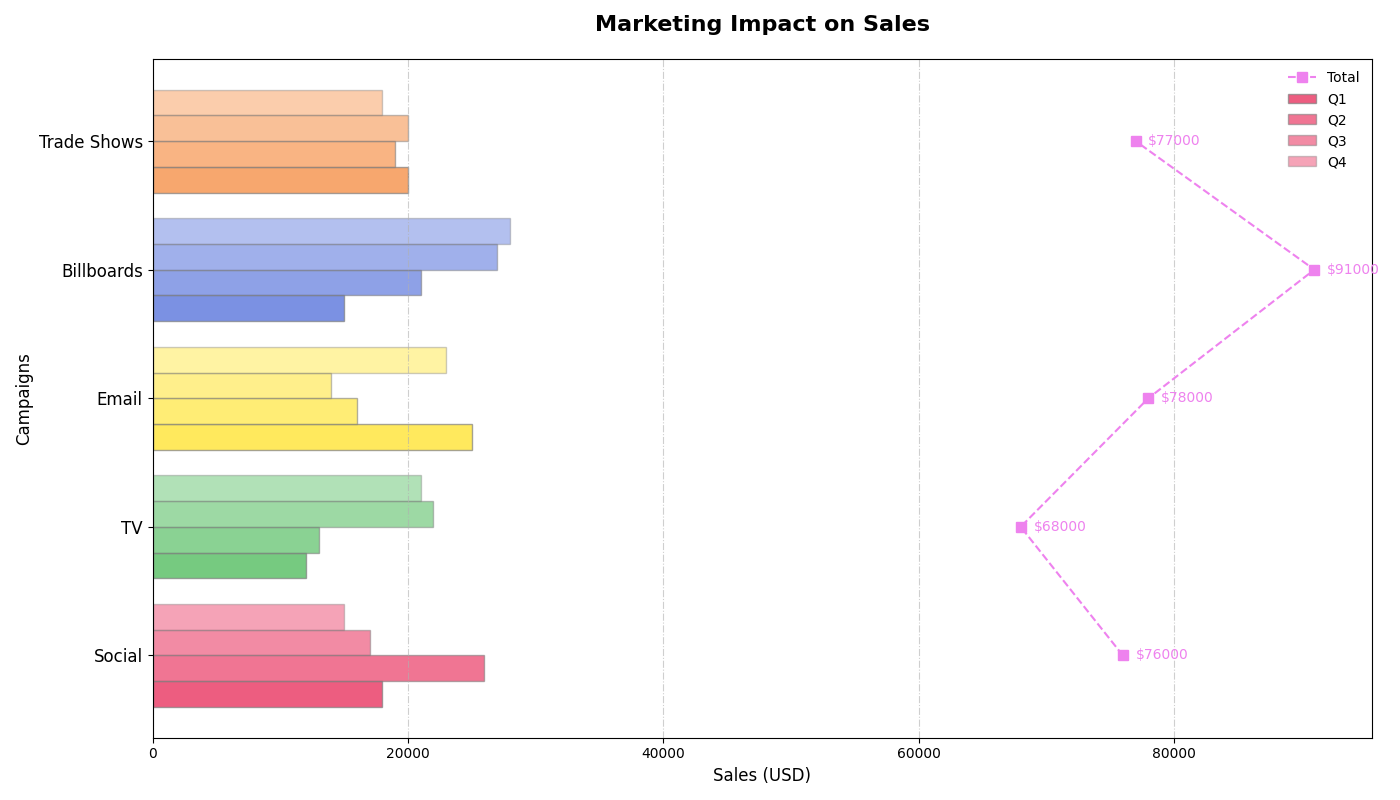 Marketing Impact on Sales
Total
Q1
Q2
Q3
Q4
Trade Shows
$77000
Billboards
$91000
Email
$78000
TV
$68000
Social
$76000
Campaigns
0 20000 40000 60000 80000
Sales (USD)